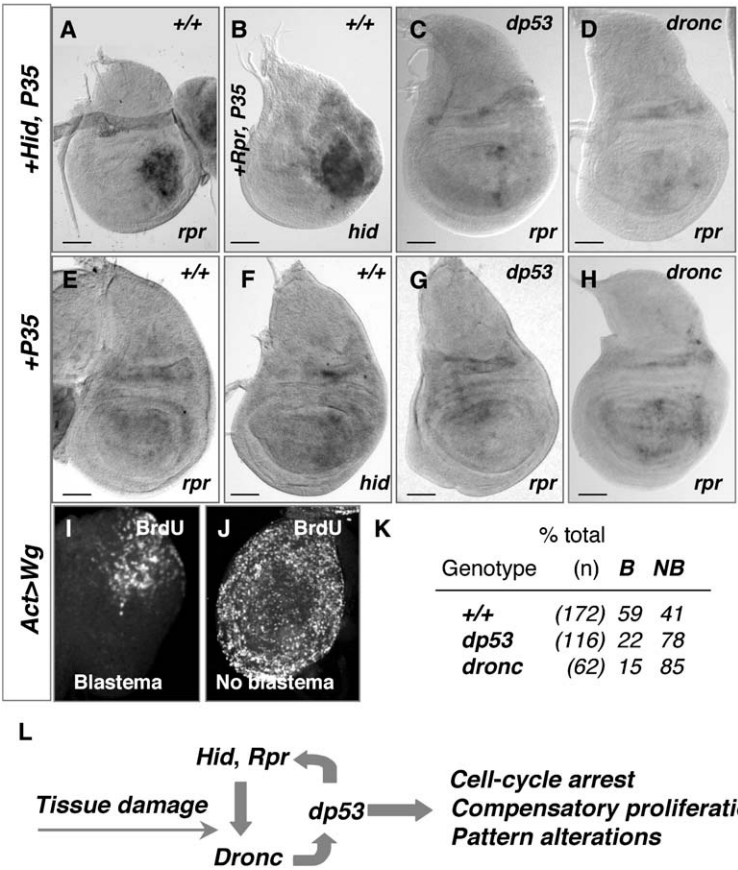 A +/+
B +/+
C dp53
D dronc
+Hid, P35
+Rpr, P35
rpr
hid
rpr
rpr
E +/+
F +/+
G dp53
H dronc
+P35
rpr
hid
rpr
rpr
I BrdU
J BrdU
Act>Wg
Blastema
No blastema
K
% total
Genotype (n) B NB
+/+ (172) 59 41
dp53 (116) 22 78
dronc (62) 15 85
L
Hid, Rpr
Tissue damage
dp53
Dronc
Cell-cycle arrest
Compensatory proliferatio
Pattern alterations